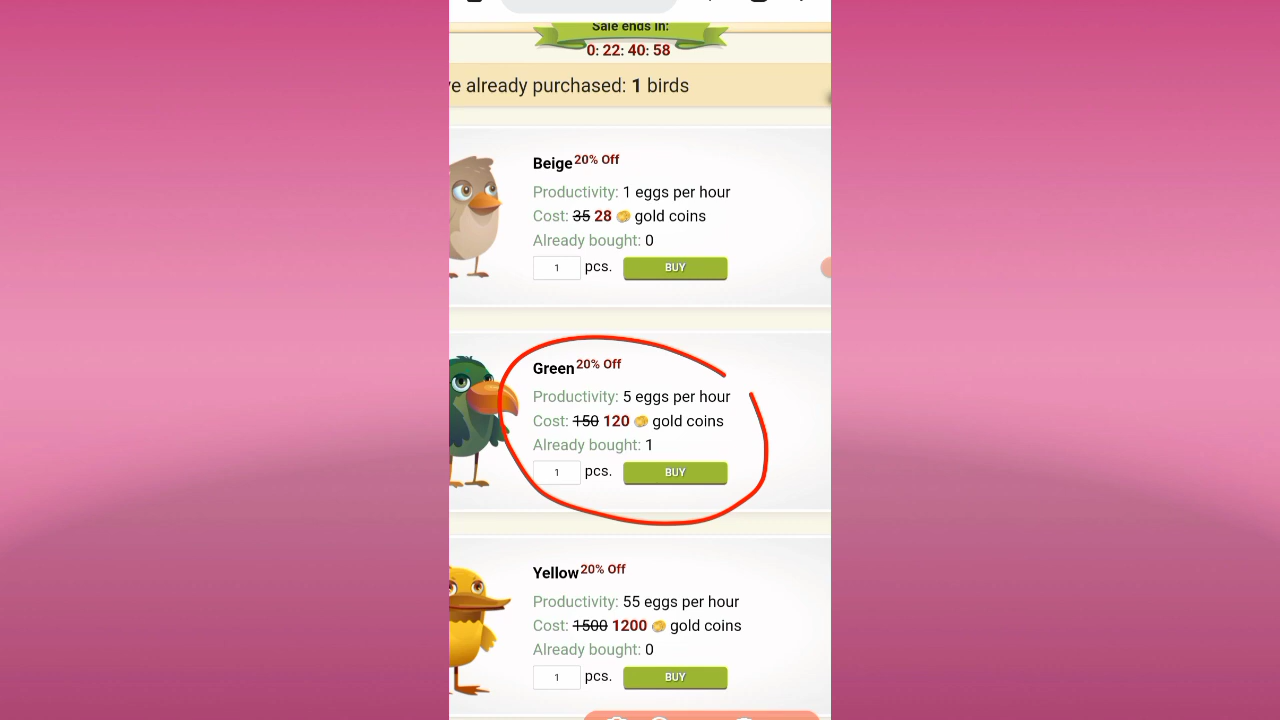 Sale ends in:
0: 22: 40: 58
've already purchased: 1 birds
Beige 20% Off
Productivity: 1 eggs per hour
Cost: 35 28 gold coins
Already bought: 0
1 pcs. BUY
Green 20% Off
Productivity: 5 eggs per hour
Cost: 150 120 gold coins
Already bought: 1
1 pcs. BUY
Yellow 20% Off
Productivity: 55 eggs per hour
Cost: 1500 1200 gold coins
Already bought: 0
1 pcs. BUY